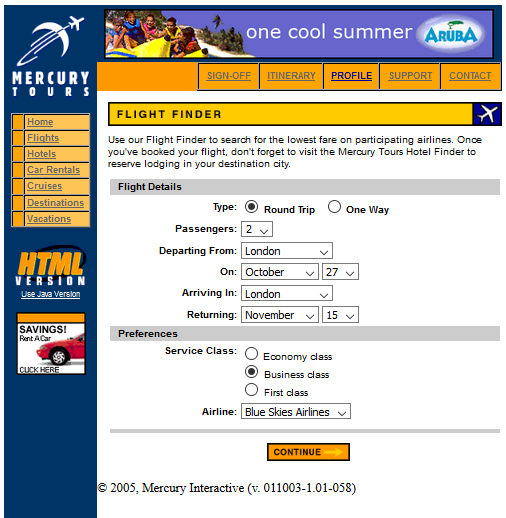 one cool summer ARUBA
MERCURY
TOURS
SIGN-OFF ITINERARY PROFILE SUPPORT CONTACT
Home
Flights
Hotels
Car Rentals
Cruises
Destinations
Vacations
HTML
VERSION
Use Java Version
SAVINGS!
Rent A Car
CLICK HERE
FLIGHT FINDER
Use our Flight Finder to search for the lowest fare on participating airlines. Once
you've booked your flight, don't forget to visit the Mercury Tours Hotel Finder to
reserve lodging in your destination city.
Flight Details
Type: Round Trip One Way
Passengers: 2
Departing From: London
On: October 27
Arriving In: London
Returning: November 15
Preferences
Service Class: Economy class
Business class
First class
Airline: Blue Skies Airlines
CONTINUE
© 2005, Mercury Interactive (v. 011003-1.01-058)